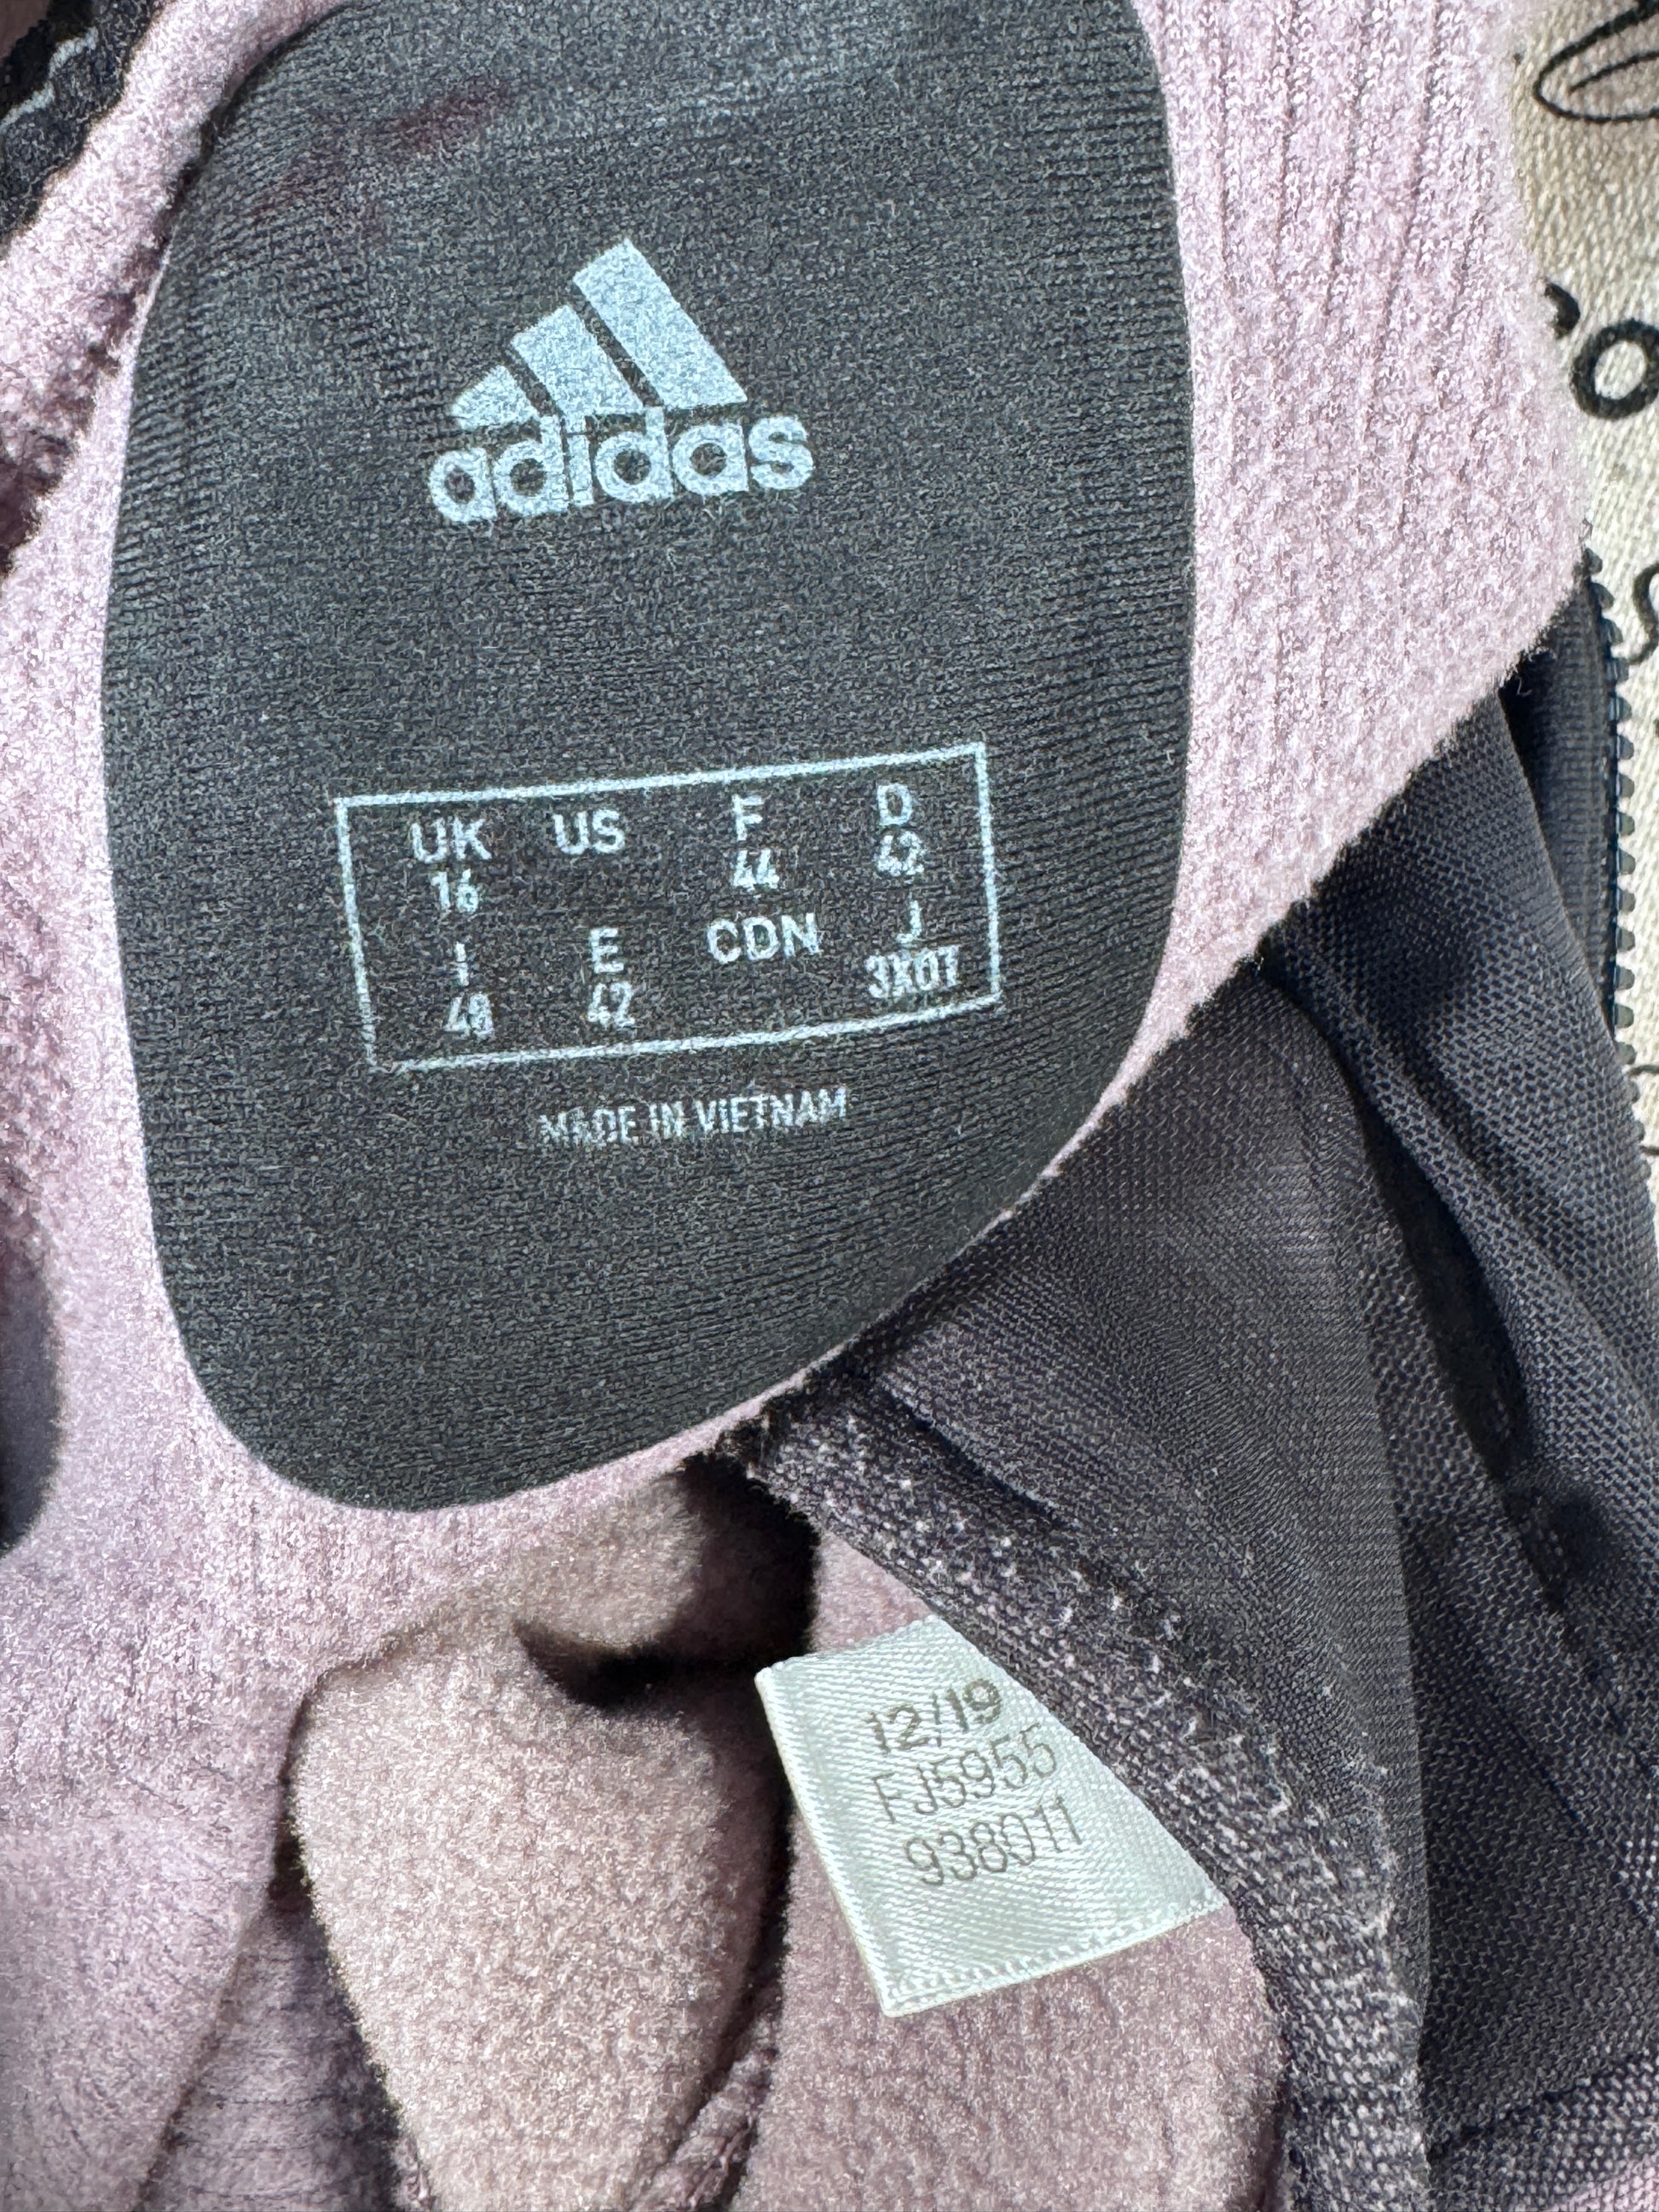 adidas
UK US F D
16 44 42
I E CDN J
48 42 3XOT
MADE IN VIETNAM
12/19
FJ5955
938011